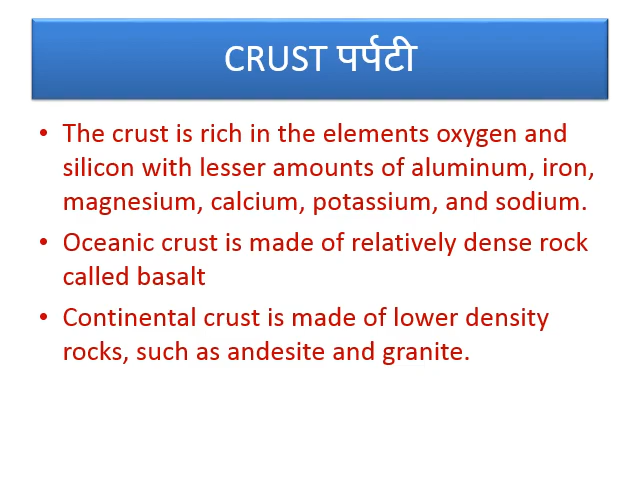 CRUST पर्पटी
• The crust is rich in the elements oxygen and
silicon with lesser amounts of aluminum, iron,
magnesium, calcium, potassium, and sodium.
• Oceanic crust is made of relatively dense rock
called basalt
• Continental crust is made of lower density
rocks, such as andesite and granite.